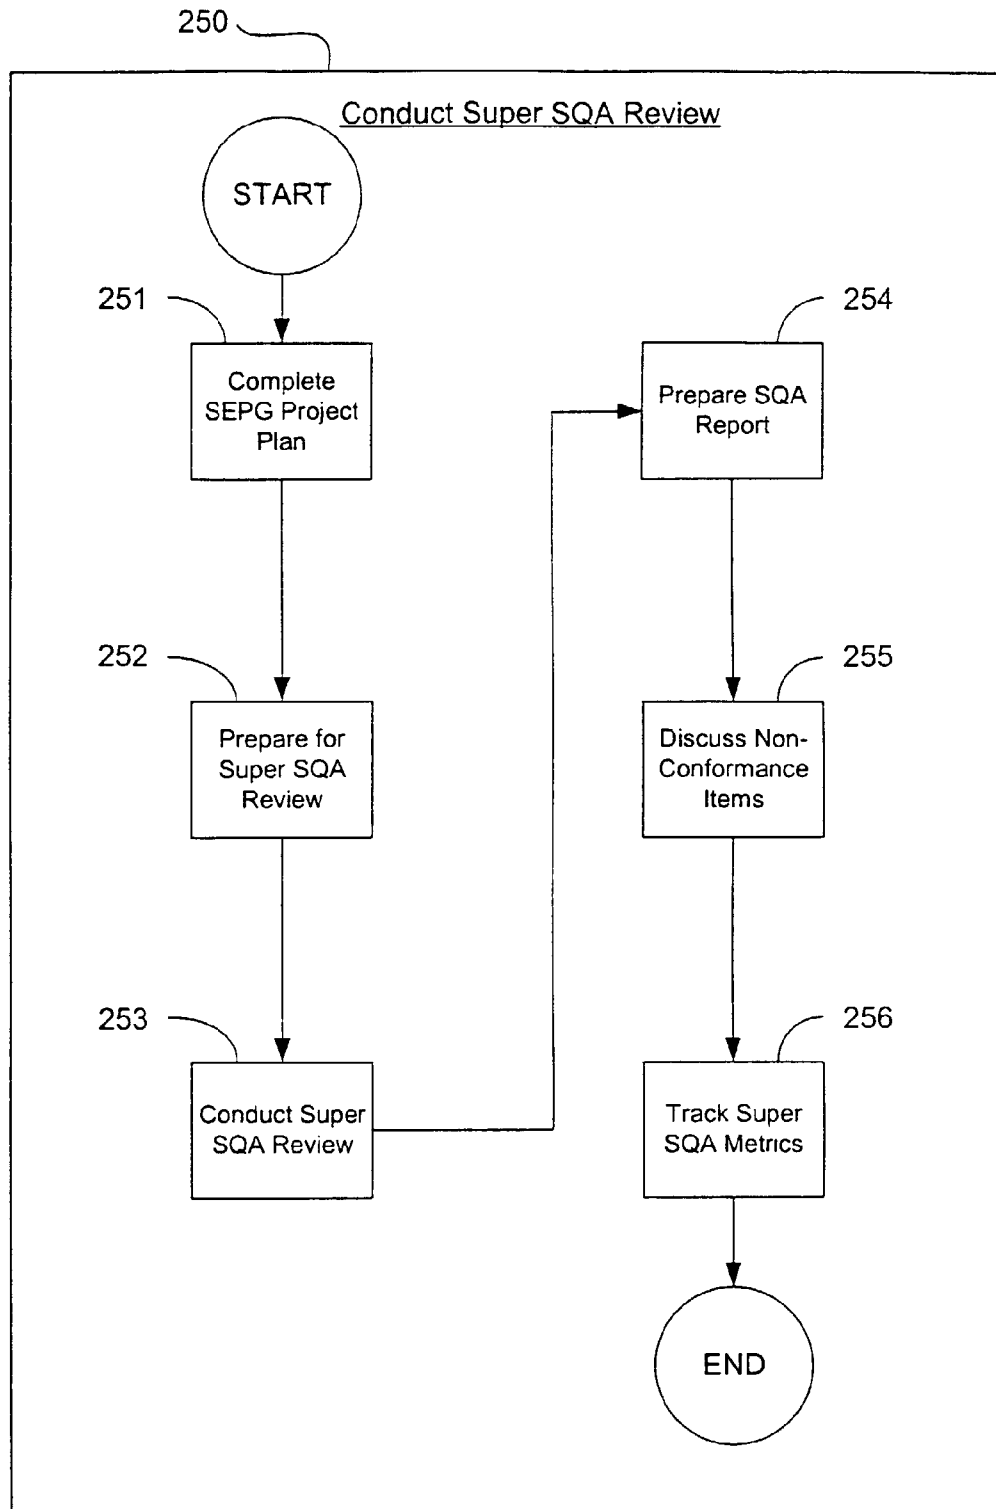 250
Conduct Super SQA Review
START
251
Complete
SEPG Project
Plan
252
Prepare for
Super SQA
Review
253
Conduct Super
SQA Review
254
Prepare SQA
Report
255
Discuss Non-
Conformance
Items
256
Track Super
SQA Metrics
END